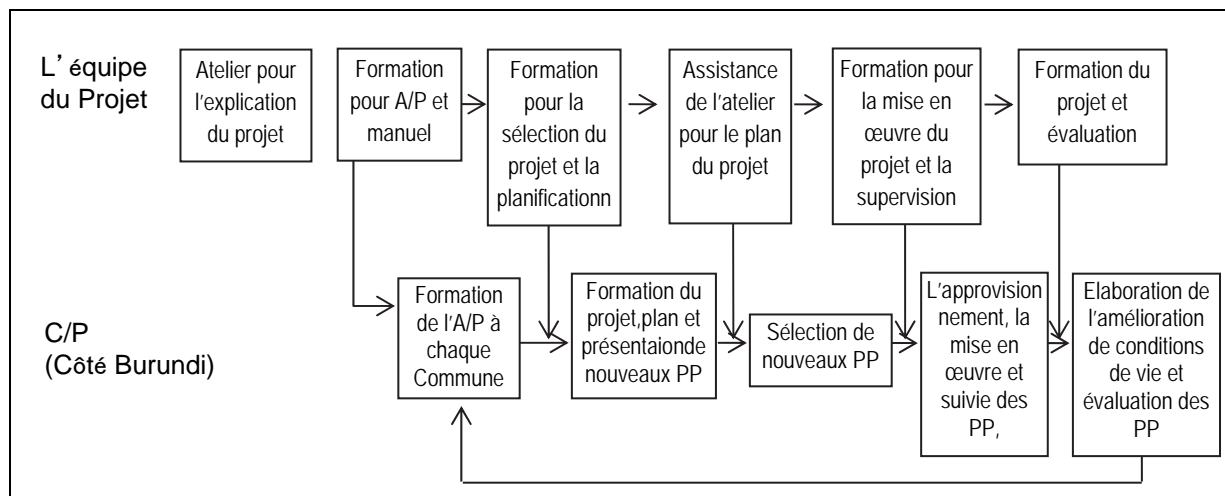 L' équipe
du Projet
Atelier pour
l'explication
du projet
Formation
pour A/P et
manuel
Formation
pour la
sélection du
projet et la
planificationn
Assistance
de l'atelier
pour le plan
du projet
Formation pour
la mise en
œuvre du
projet et la
supervision
Formation du
projet et
évaluation
C/P
(Côté Burundi)
Formation
de l'A/P à
chaque
Commune
Formation du
projet,plan et
présentaionde
nouveaux PP
Sélection de
nouveaux PP
L'approvision
nement, la
mise en
œuvre et
suivie des
PP,
Elaboration de
l'amélioration
de conditions
de vie et
évaluation des
PP